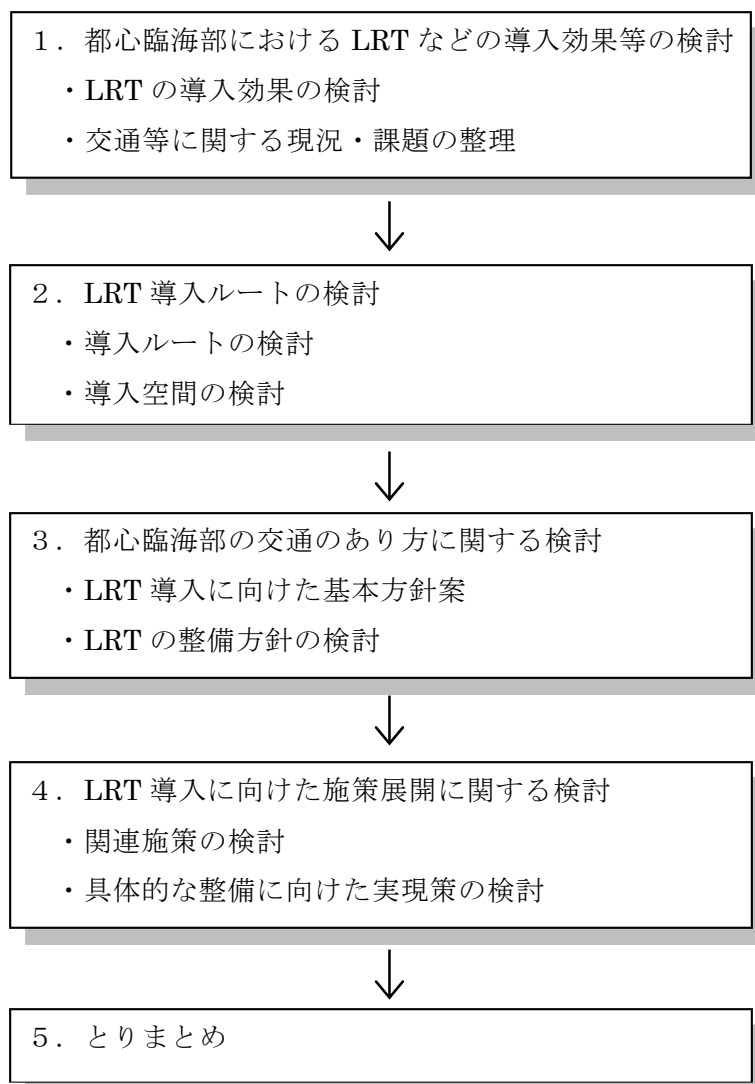 １．都心臨海部における LRT などの導入効果等の検討
・LRT の導入効果の検討
・交通等に関する現況・課題の整理
２．LRT 導入ルートの検討
・導入ルートの検討
・導入空間の検討
３．都心臨海部の交通のあり方に関する検討
・LRT 導入に向けた基本方針案
・LRT の整備方針の検討
４．LRT 導入に向けた施策展開に関する検討
・関連施策の検討
・具体的な整備に向けた実現策の検討
５．とりまとめ